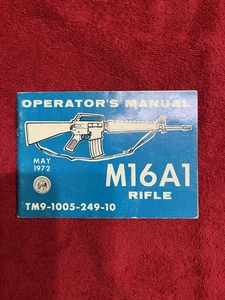 OPERATOR'S MANUAL
MAY
1972
M16A1
RIFLE
TM9-1005-249-10